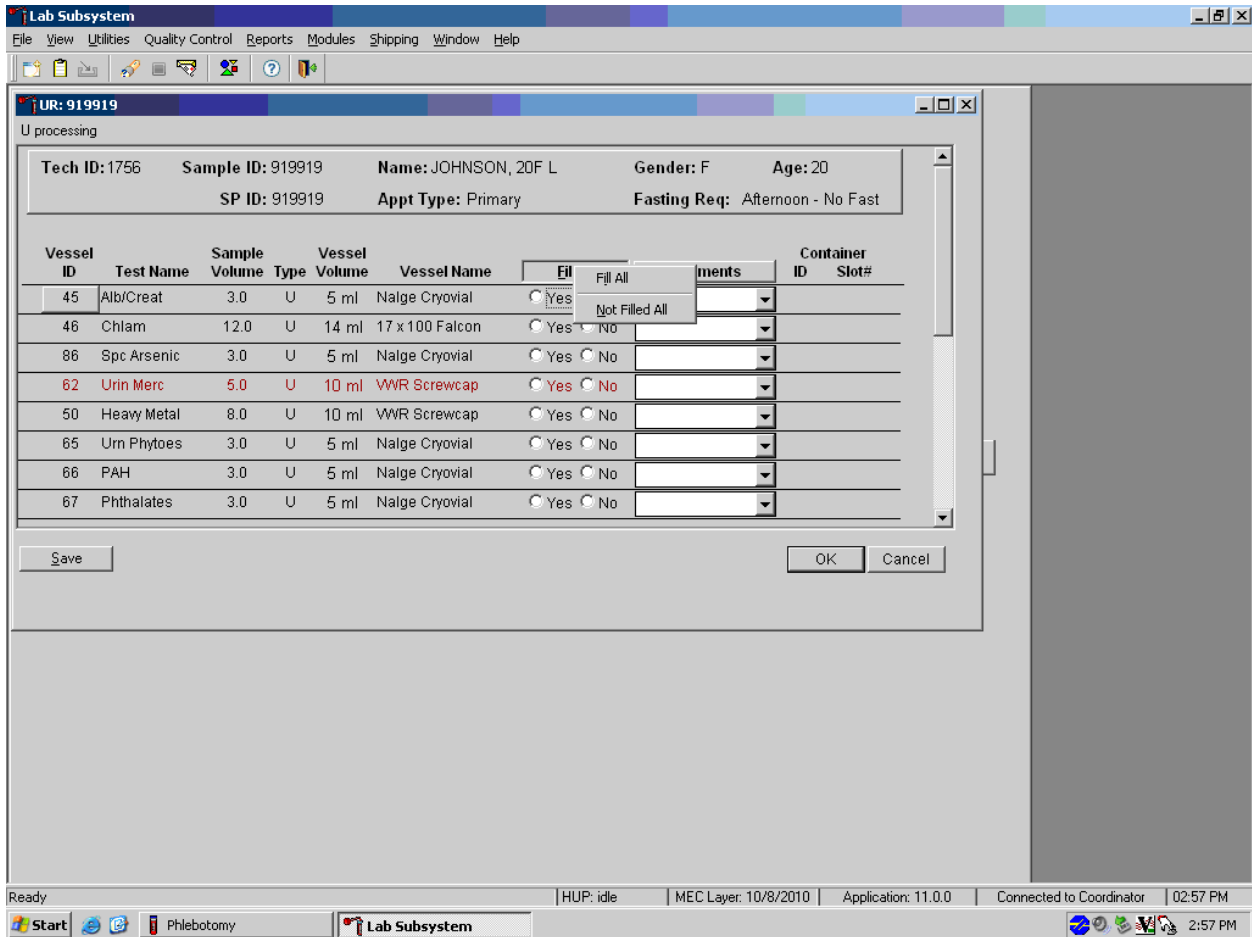 Lab Subsystem
File View Utilities Quality Control Reports Modules Shipping Window Help
UR: 919919
U processing
Tech ID: 1756 Sample ID: 919919 Name: JOHNSON, 20F L Gender: F Age: 20
SP ID: 919919 Appt Type: Primary Fasting Req: Afternoon - No Fast
Vessel Sample Vessel Container
ID Test Name Volume Type Volume Vessel Name Fil ments ID Slot#
Fill All
Not Filled All
45 Alb/Creat 3.0 U 5 ml Nalge Cryovial Yes
46 Chlam 12.0 U 14 ml 17 x 100 Falcon Yes No
86 Spc Arsenic 3.0 U 5 ml Nalge Cryovial Yes No
62 Urin Merc 5.0 U 10 ml VWR Screwcap Yes No
50 Heavy Metal 8.0 U 10 ml VWR Screwcap Yes No
65 Urn Phytoes 3.0 U 5 ml Nalge Cryovial Yes No
66 PAH 3.0 U 5 ml Nalge Cryovial Yes No
67 Phthalates 3.0 U 5 ml Nalge Cryovial Yes No
Save OK Cancel
Ready HUP: idle MEC Layer: 10/8/2010 Application: 11.0.0 Connected to Coordinator 02:57 PM
Start Phlebotomy Lab Subsystem 2:57 PM